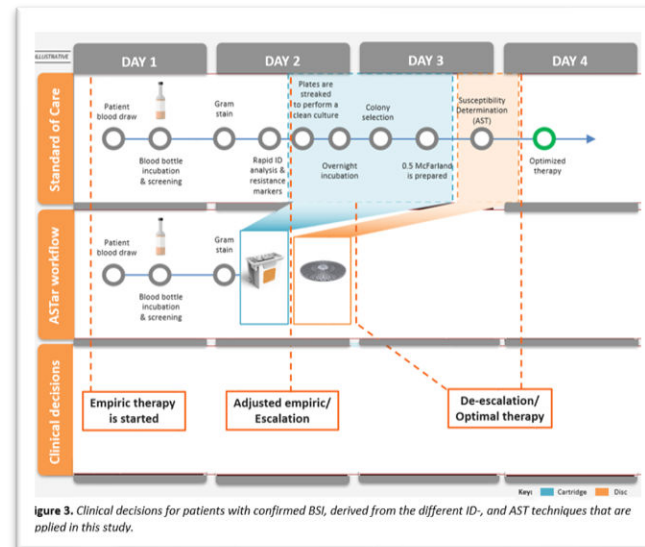 ILLUSTRATIVE
DAY 1
DAY 2
DAY 3
DAY 4
Standard of Care
Patient
blood draw
Blood bottle
incubation
& screening
Gram
stain
Rapid ID
analysis &
resistance
markers
Plates are
streaked
to perform a
clean culture
Overnight
incubation
Colony
selection
0.5 McFarland
is prepared
Susceptibility
Determination
(AST)
Optimized
therapy
ASTar workflow
Patient
blood draw
Blood bottle
incubation
& screening
Gram
stain
Clinical decisions
Empiric therapy
is started
Adjusted empiric/
Escalation
De-escalation/
Optimal therapy
Key: Cartridge Disc
igure 3. Clinical decisions for patients with confirmed BSI, derived from the different ID-, and AST techniques that are
pplied in this study.